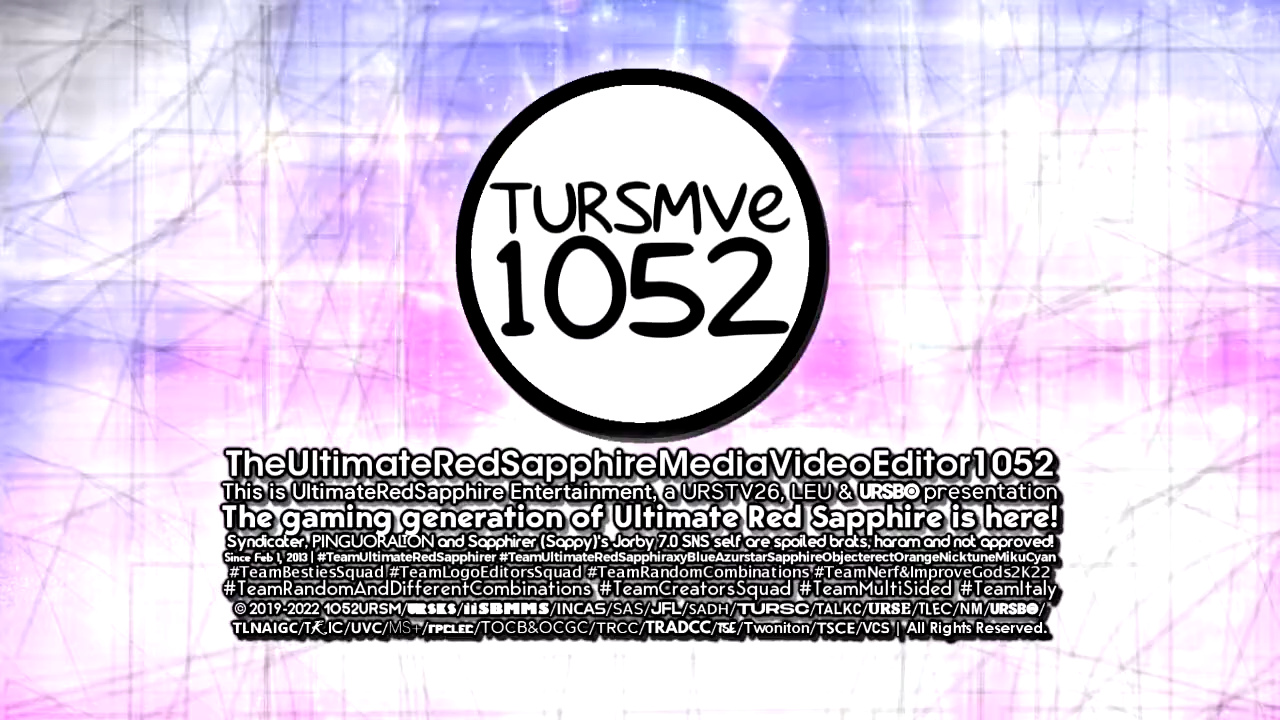 TURSMVe
1052
TheUltimateRedSapphireMediaVideoEditor1052
This is UltimateRedSapphire Entertainment, a URSTV26, LEU & URSBO presentation
The gaming generation of Ultimate Red Sapphire is here!
Syndicater, PINGUORALON and Sapphirer (Sappy)'s Jorby 7.0 SNS self are spoiled brats, haram and not approved!
Since Feb 1, 2013 | #TeamUltimateRedSapphirer #TeamUltimateRedSapphiraxyBlueAzurstarSapphireObjecterectOrangeNicktuneMikuCyan
#TeamBestiesSquad #TeamLogoEditorsSquad #TeamRandomCombinations #TeamNerf&ImproveGods2K22
#TeamRandomAndDifferentCombinations #TeamCreatorsSquad #TeamMultiSided #TeamItaly
© 2019-2022 1052URSM/URSKS/iiSBMMS/INCAS/SAS/JFL/SADH/TURSC/TALKC/URSE/TLEC/NM/URSBO/
TLNAIGC/ /UVC/MS+/ /TOCB&OCGC/TRCC/TRADCC/TSE/Twoniton/TSCE/VCS | All Rights Reserved.